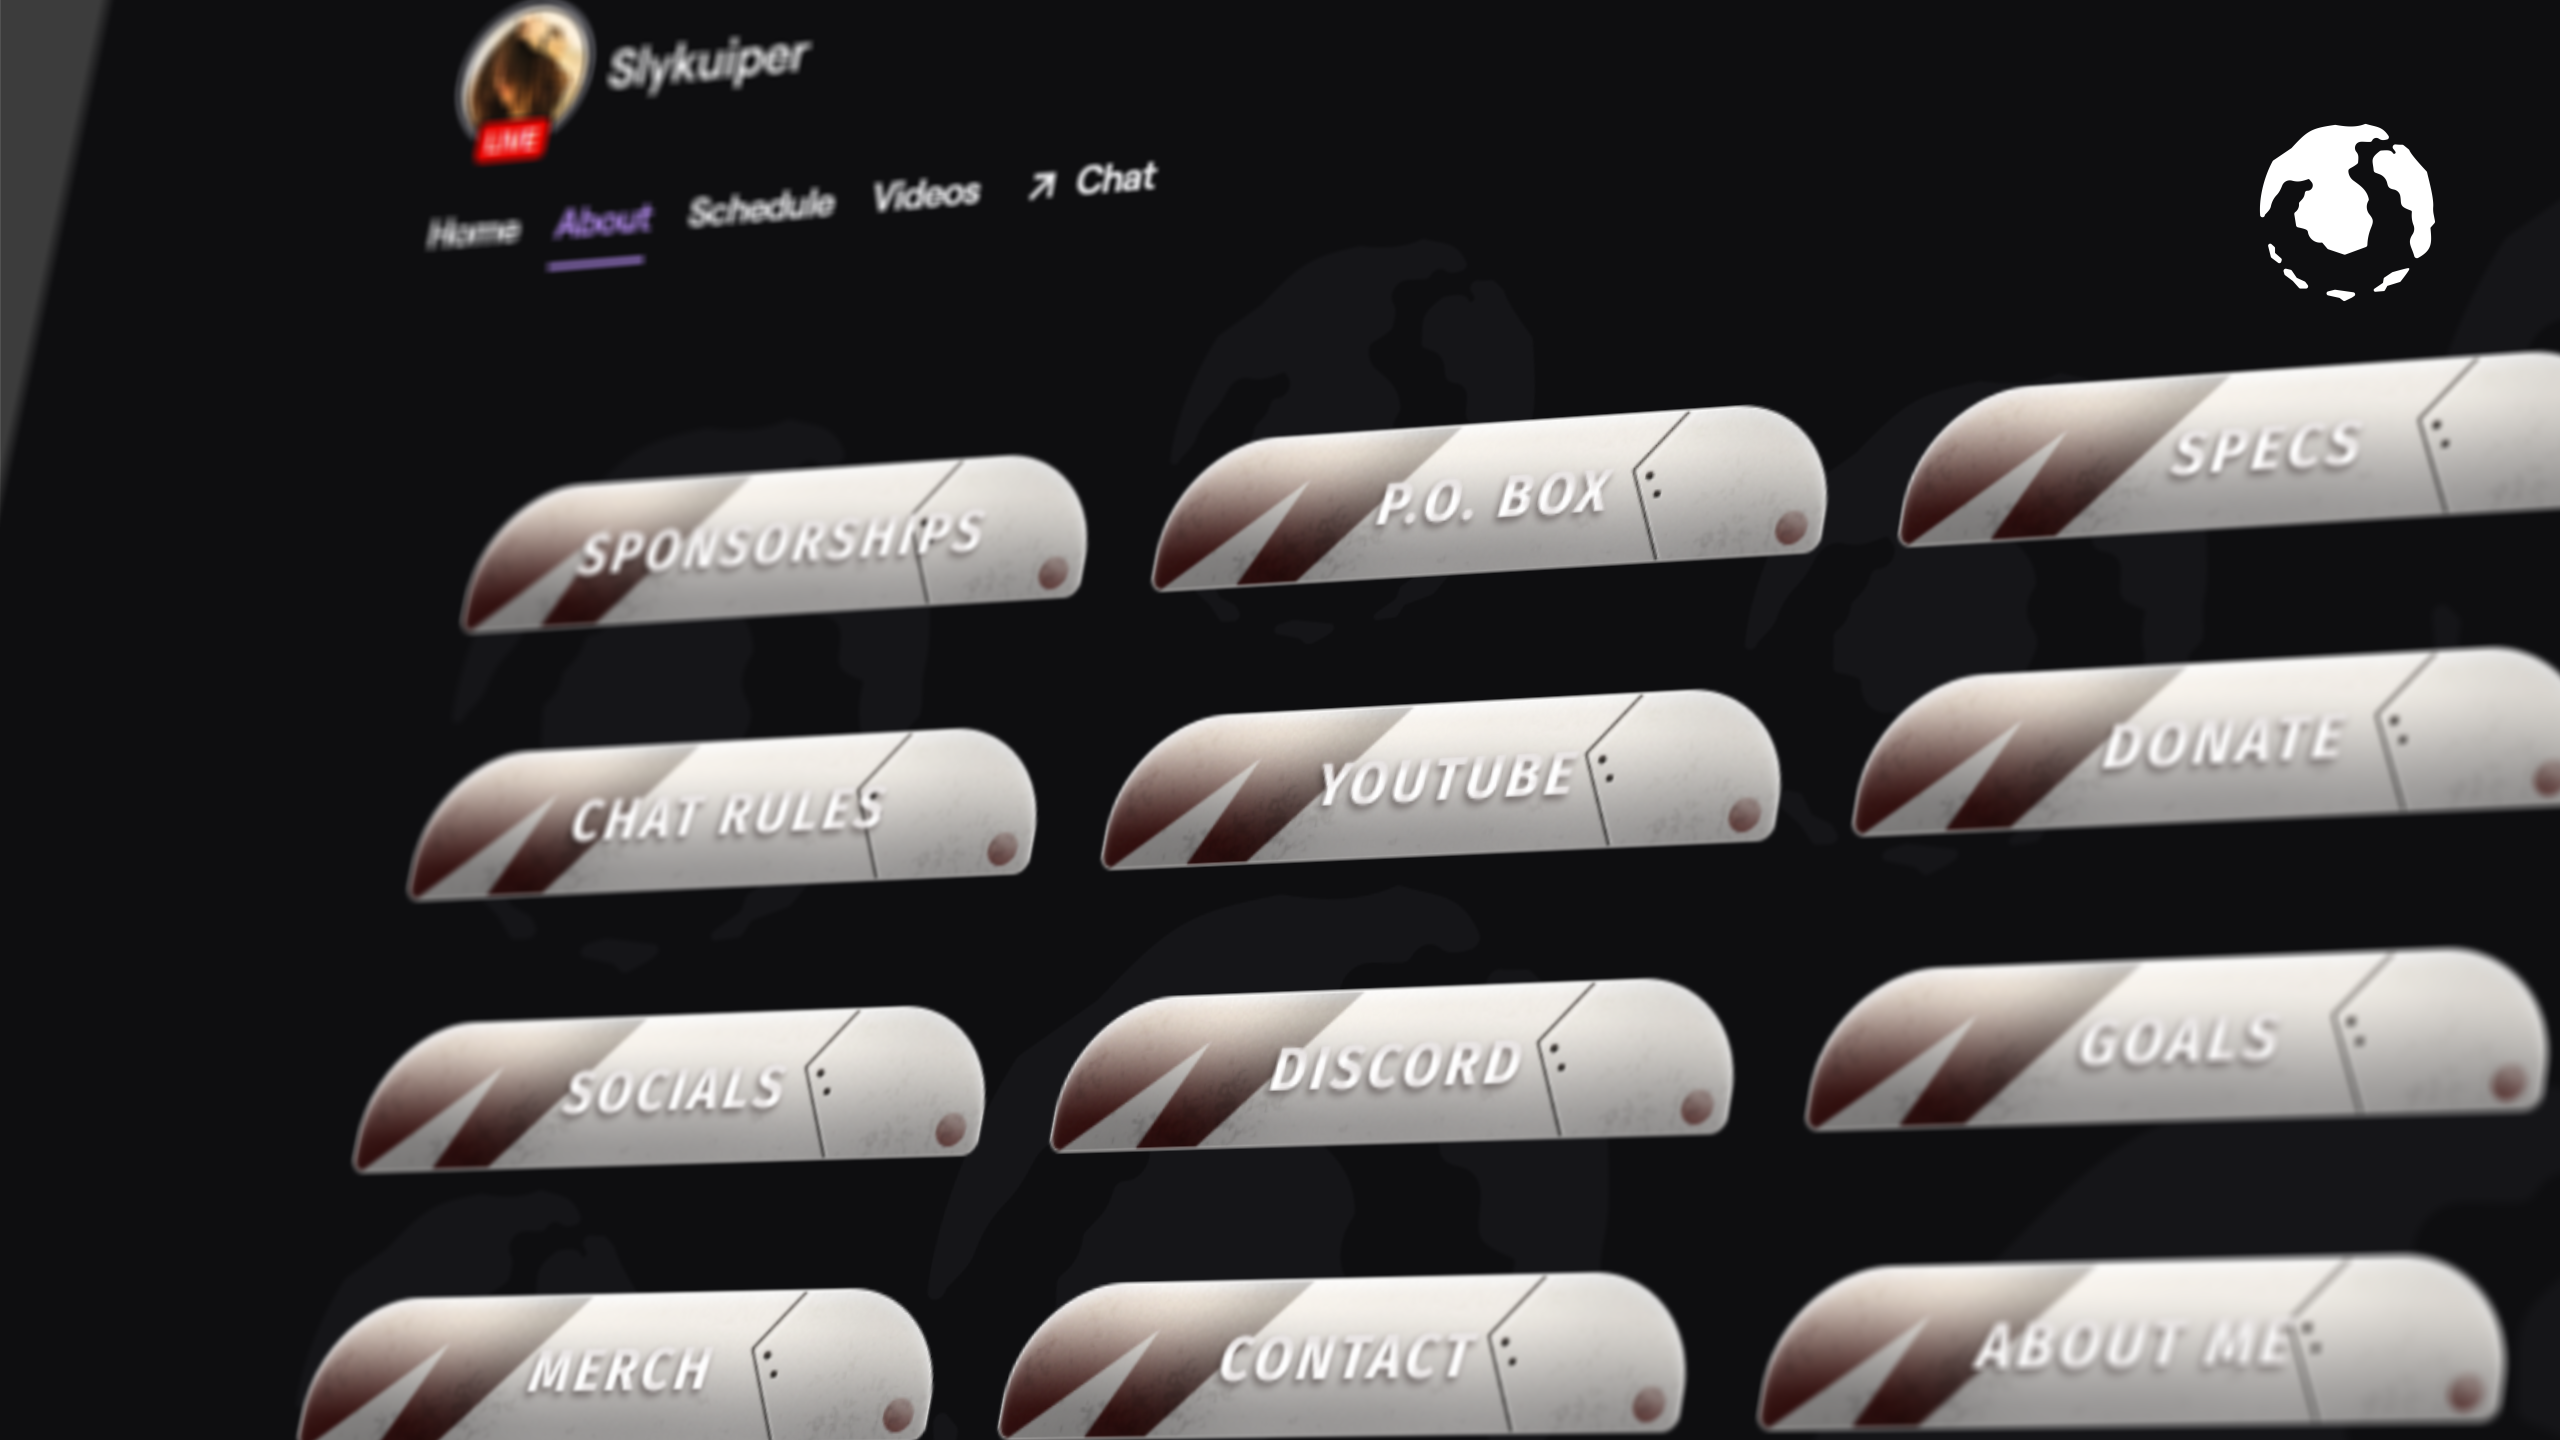 Slykuiper
LIVE
Home About Schedule Videos Chat
SPONSORSHIPS P.O. BOX SPECS
CHAT RULES YOUTUBE DONATE
SOCIALS DISCORD GOALS
MERCH CONTACT ABOUT ME